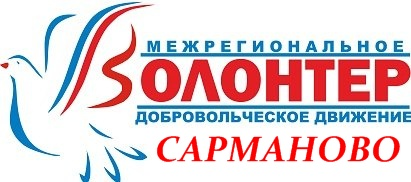 МЕЖРЕГИОНАЛЬНОЕ
ВОЛОНТЕР
ДОБРОВОЛЬЧЕСКОЕ ДВИЖЕНИЕ
САРМАНОВО